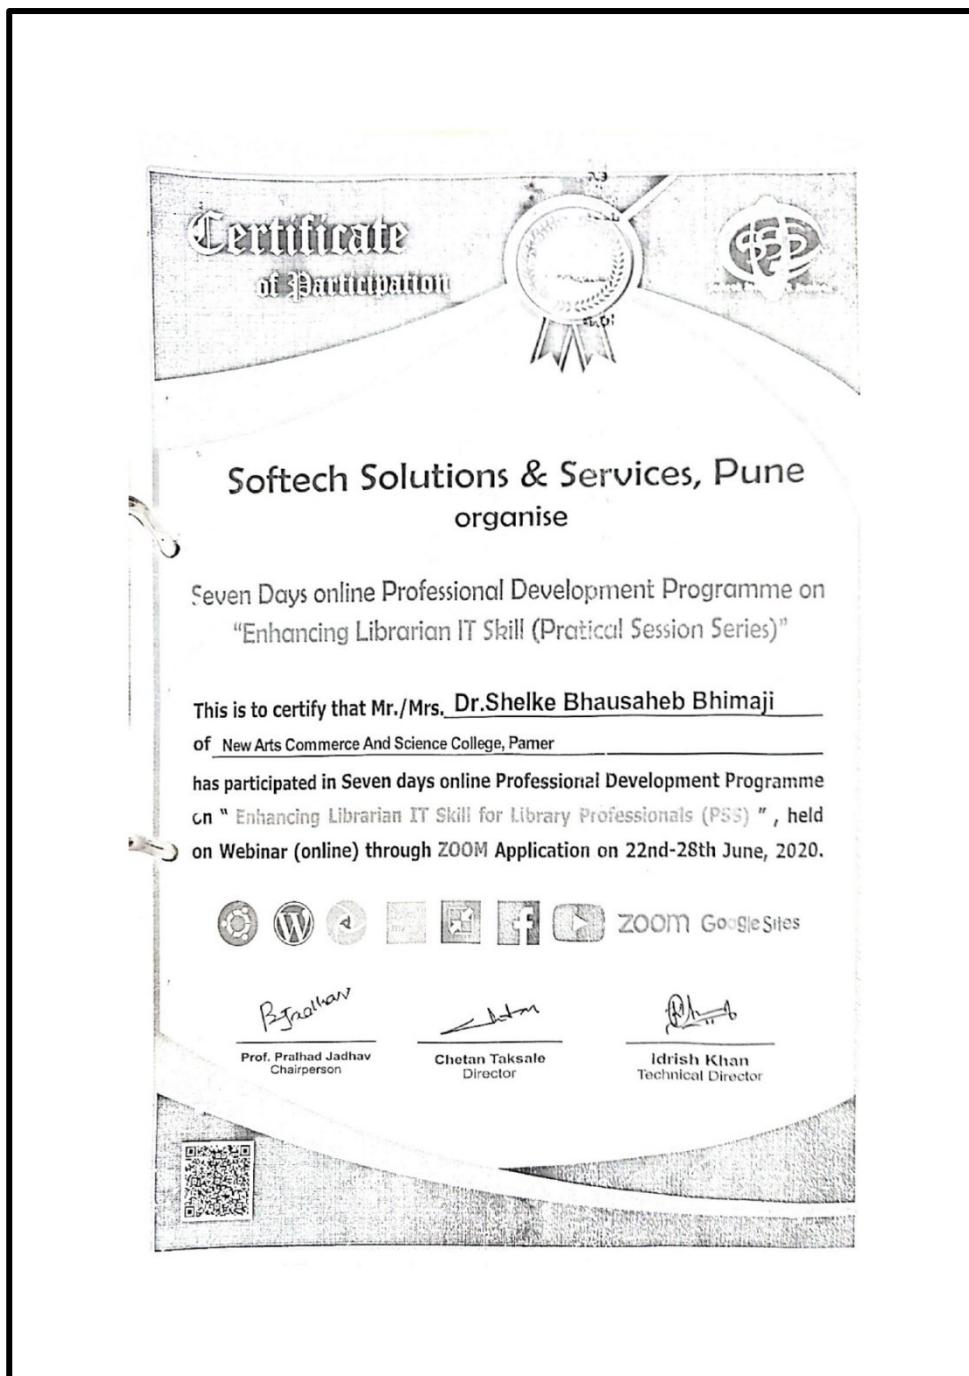 Certificate
of Participation
Softech Solutions & Services, Pune
organise
Seven Days online Professional Development Programme on
“Enhancing Librarian IT Skill (Pratical Session Series)”
This is to certify that Mr./Mrs. Dr.Shelke Bhausaheb Bhimaji
of New Arts Commerce And Science College, Parner
has participated in Seven days online Professional Development Programme
on “ Enhancing Librarian IT Skill for Library Professionals (PSS) ” , held
on Webinar (online) through ZOOM Application on 22nd-28th June, 2020.
zoom Google Sites
Prof. Pralhad Jadhav
Chairperson
Chetan Taksale
Director
Idrish Khan
Technical Director